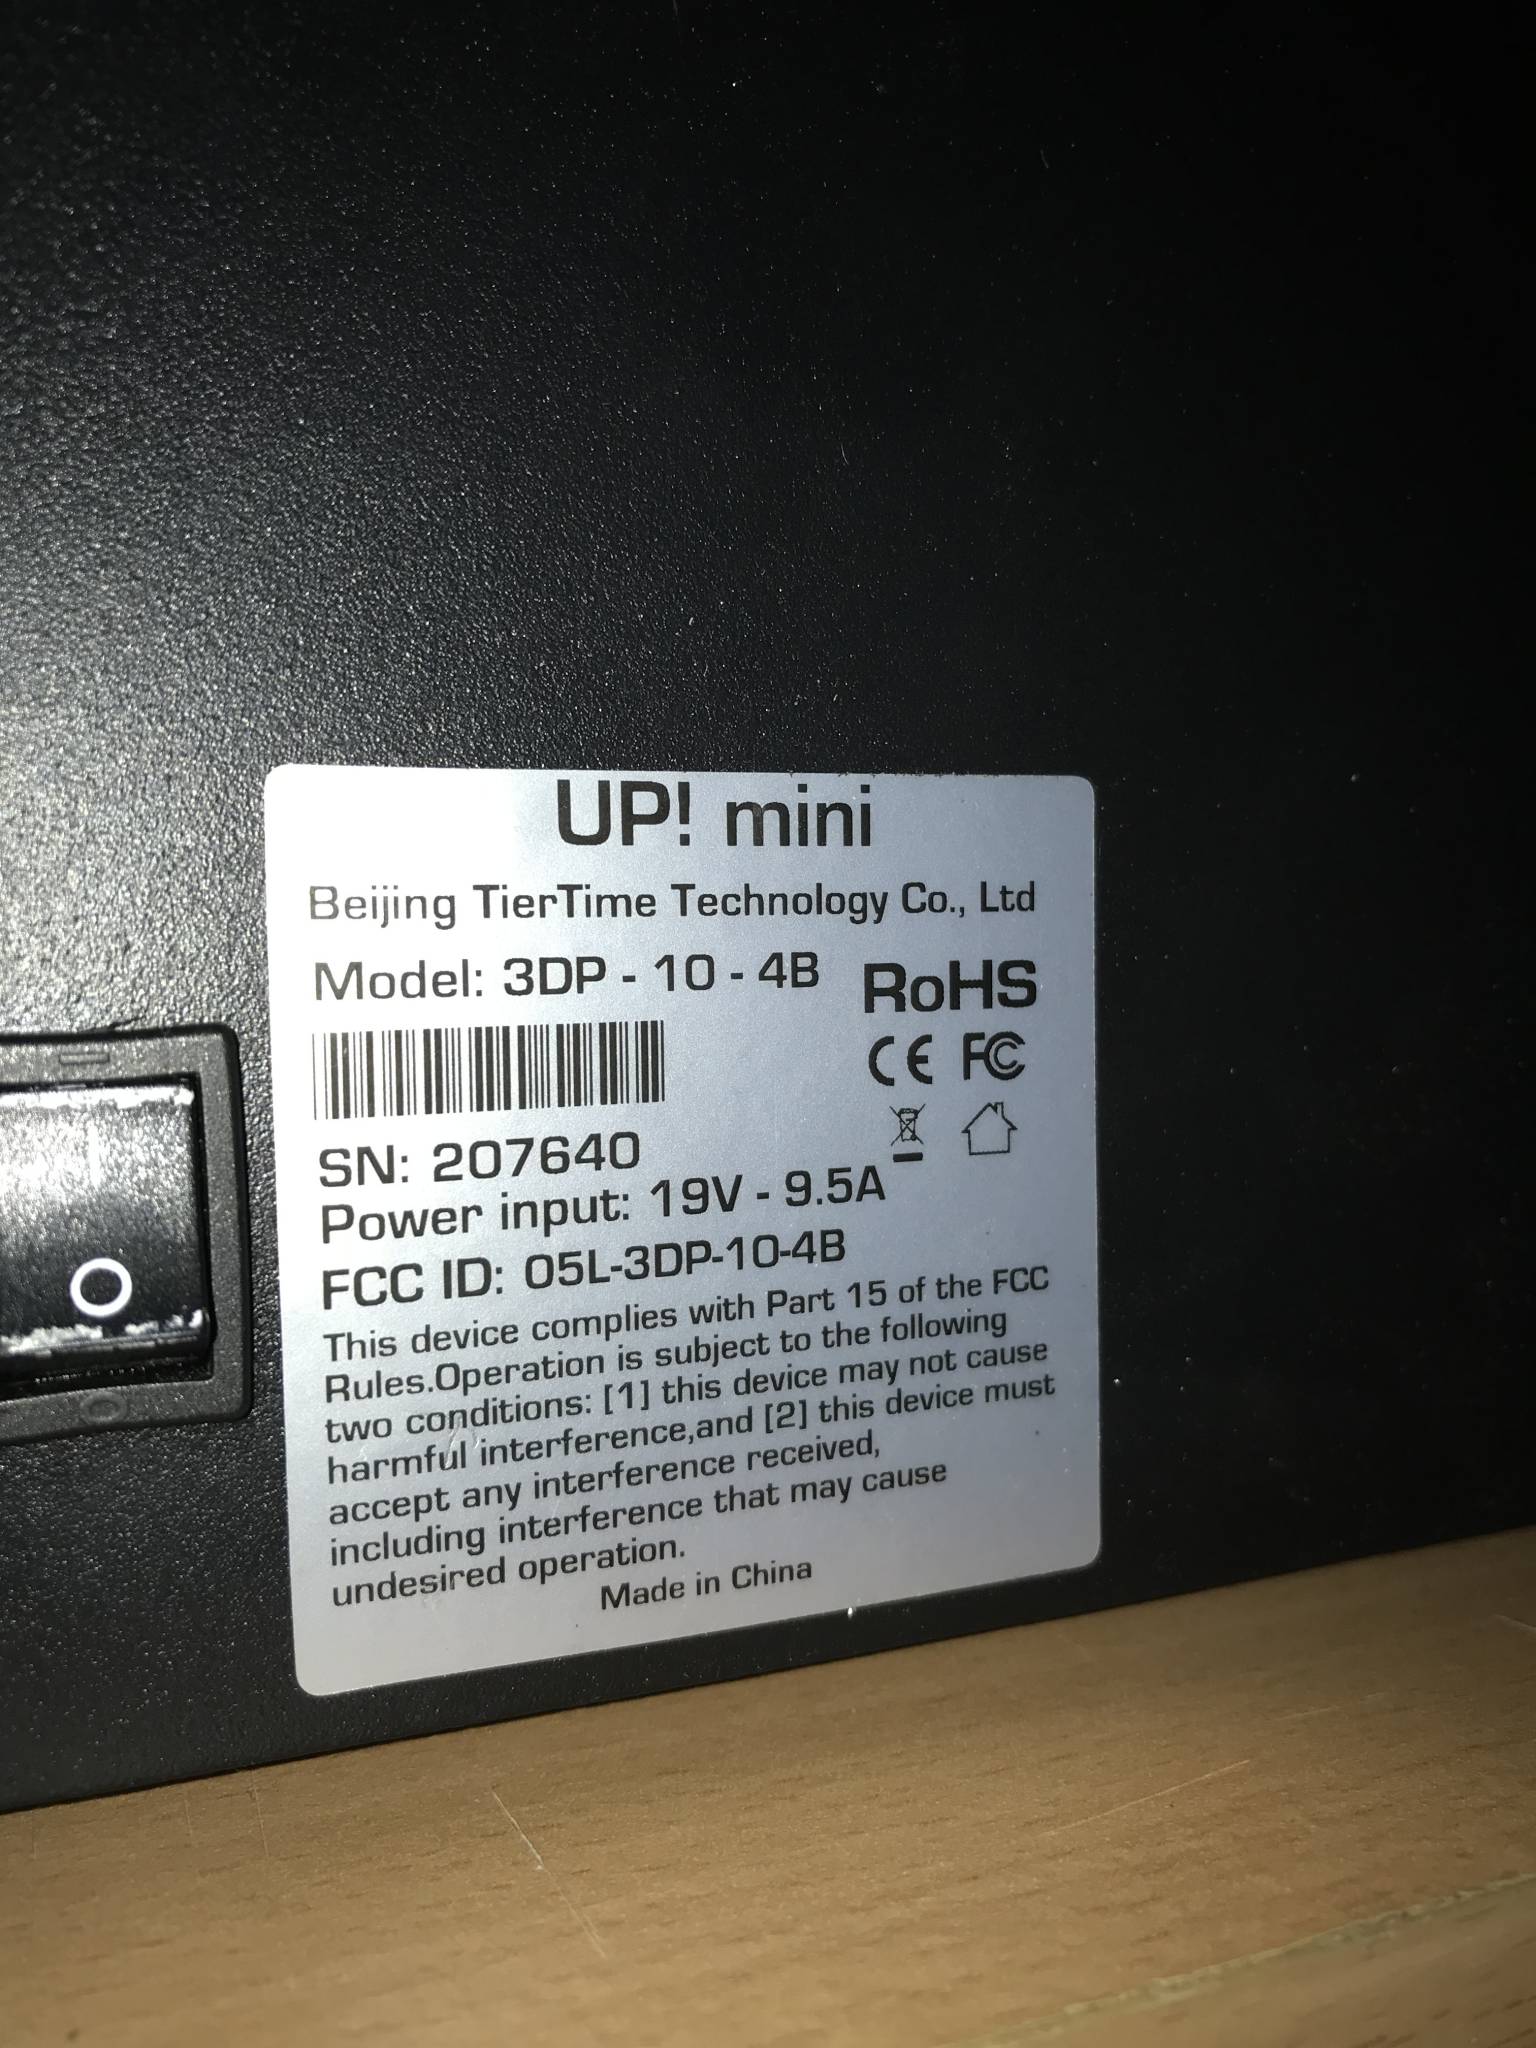 UP! mini
Beijing TierTime Technology Co., Ltd
Model: 3DP - 10 - 4B
RoHS
CE FC
SN: 207640
Power input: 19V - 9.5A
FCC ID: 05L-3DP-10-4B
This device complies with Part 15 of the FCC
Rules.Operation is subject to the following
two conditions: [1] this device may not cause
harmful interference,and [2] this device must
accept any interference received,
including interference that may cause
undesired operation.
Made in China